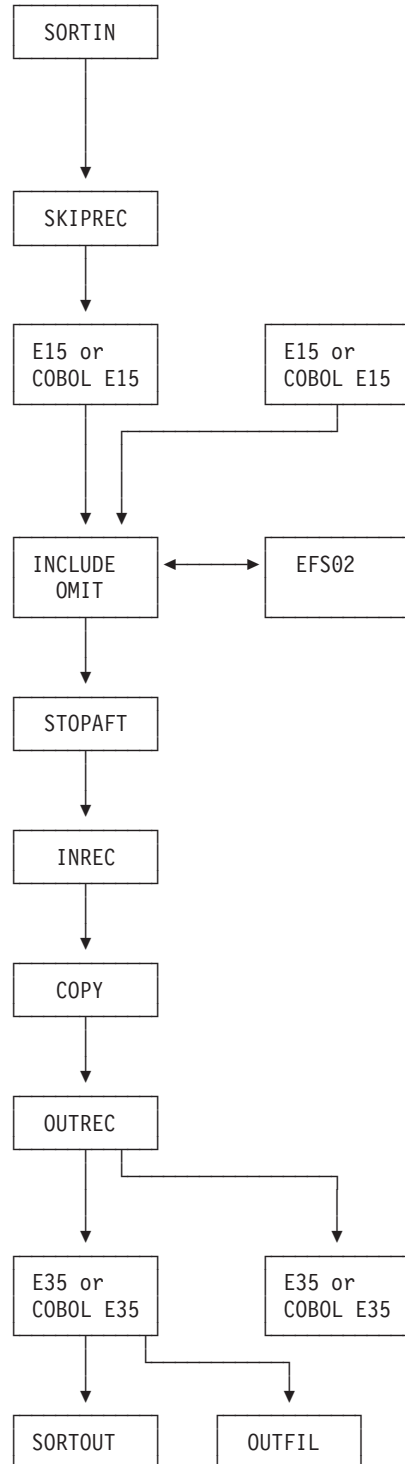 SORTIN
SKIPREC
E15 or
COBOL E15
E15 or
COBOL E15
INCLUDE
OMIT
EFS02
STOPAFT
INREC
COPY
OUTREC
E35 or
COBOL E35
E35 or
COBOL E35
SORTOUT
OUTFIL